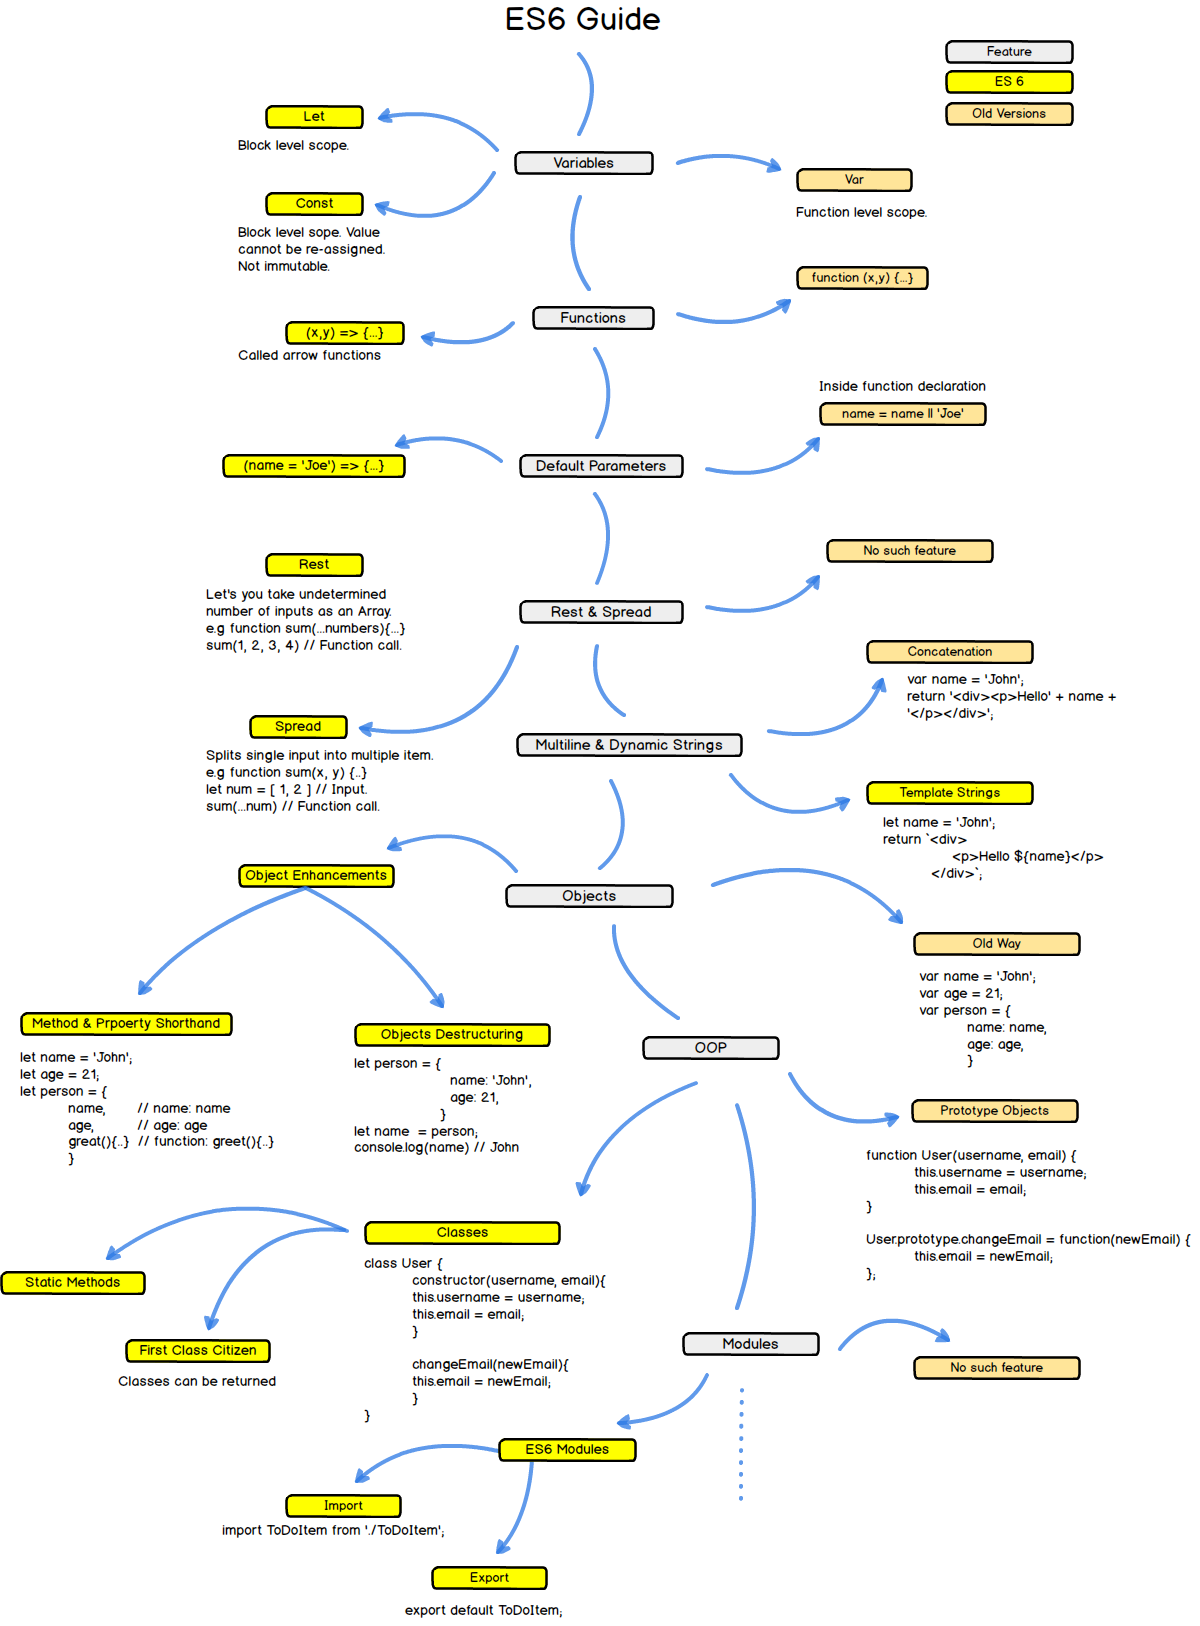 ES6 Guide
Feature
ES 6
Old Versions
Let
Block level scope.
Variables
Var
Function level scope.
Const
Block level sope. Value
cannot be re-assigned.
Not immutable.
function (x,y) {...}
Functions
(x,y) => {...}
Called arrow functions
Inside function declaration
name = name || 'Joe'
(name = 'Joe') => {...}
Default Parameters
No such feature
Rest
Let's you take undetermined
number of inputs as an Array.
e.g function sum(...numbers){...}
sum(1, 2, 3, 4) // Function call.
Rest & Spread
Concatenation
var name = 'John';
return '<div><p>Hello' + name +
'</p></div>';
Spread
Splits single input into multiple item.
e.g function sum(x, y) {..}
let num = [ 1, 2 ] // Input.
sum(...num) // Function call.
Multiline & Dynamic Strings
Template Strings
let name = 'John';
return `<div>
<p>Hello ${name}</p>
</div>`;
Object Enhancements
Objects
Old Way
var name = 'John';
var age = 21;
var person = {
name: name,
age: age,
}
Method & Prpoerty Shorthand
let name = 'John';
let age = 21;
let person = {
name, // name: name
age, // age: age
great(){..} // function: greet(){..}
}
Objects Destructuring
let person = {
name: 'John',
age: 21,
}
let name = person;
console.log(name) // John
OOP
Prototype Objects
function User(username, email) {
this.username = username;
this.email = email;
}
User.prototype.changeEmail = function(newEmail) {
this.email = newEmail;
};
Classes
class User {
constructor(username, email){
this.username = username;
this.email = email;
}
changeEmail(newEmail){
this.email = newEmail;
}
}
Static Methods
First Class Citizen
Classes can be returned
Modules
No such feature
ES6 Modules
Import
import ToDoItem from './ToDoItem';
Export
export default ToDoItem;